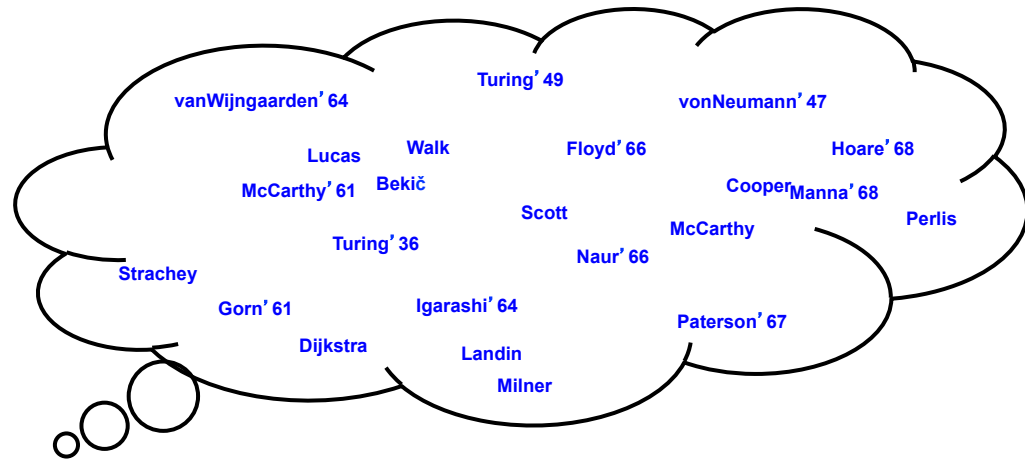 Turing’ 49
vanWijngaarden’ 64
vonNeumann’ 47
Walk
Floyd’ 66
Hoare’ 68
Lucas
McCarthy’ 61
Bekič
Cooper
Manna’ 68
Scott
Perlis
McCarthy
Turing’ 36
Naur’ 66
Strachey
Gorn’ 61
Igarashi’ 64
Paterson’ 67
Dijkstra
Landin
Milner